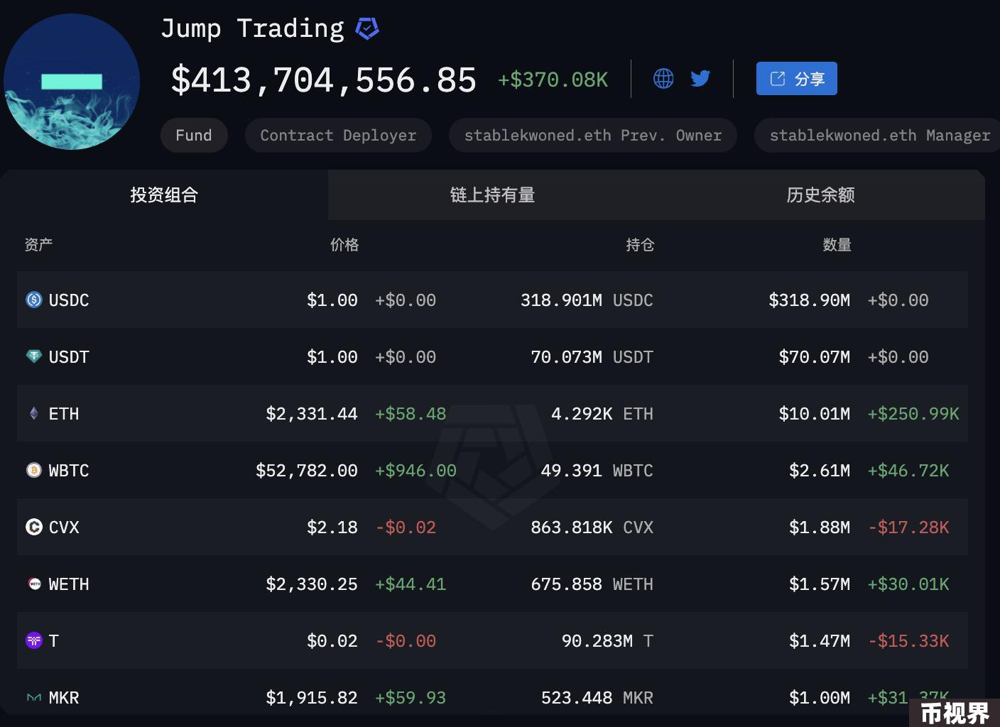 Jump Trading
$413,704,556.85 +$370.08K 分享
Fund Contract Deployer stablekwoned.eth Prev. Owner stablekwoned.eth Manager
投资组合 链上持有量 历史余额
资产 价格 持仓 数量
USDC $1.00 +$0.00 318.901M USDC $318.90M +$0.00
USDT $1.00 +$0.00 70.073M USDT $70.07M +$0.00
ETH $2,331.44 +$58.48 4.292K ETH $10.01M +$250.99K
WBTC $52,782.00 +$946.00 49.391 WBTC $2.61M +$46.72K
CVX $2.18 -$0.02 863.818K CVX $1.88M -$17.28K
WETH $2,330.25 +$44.41 675.858 WETH $1.57M +$30.01K
T $0.02 -$0.00 90.283M T $1.47M -$15.33K
MKR $1,915.82 +$59.93 523.448 MKR $1.00M +$31.37K
币视界